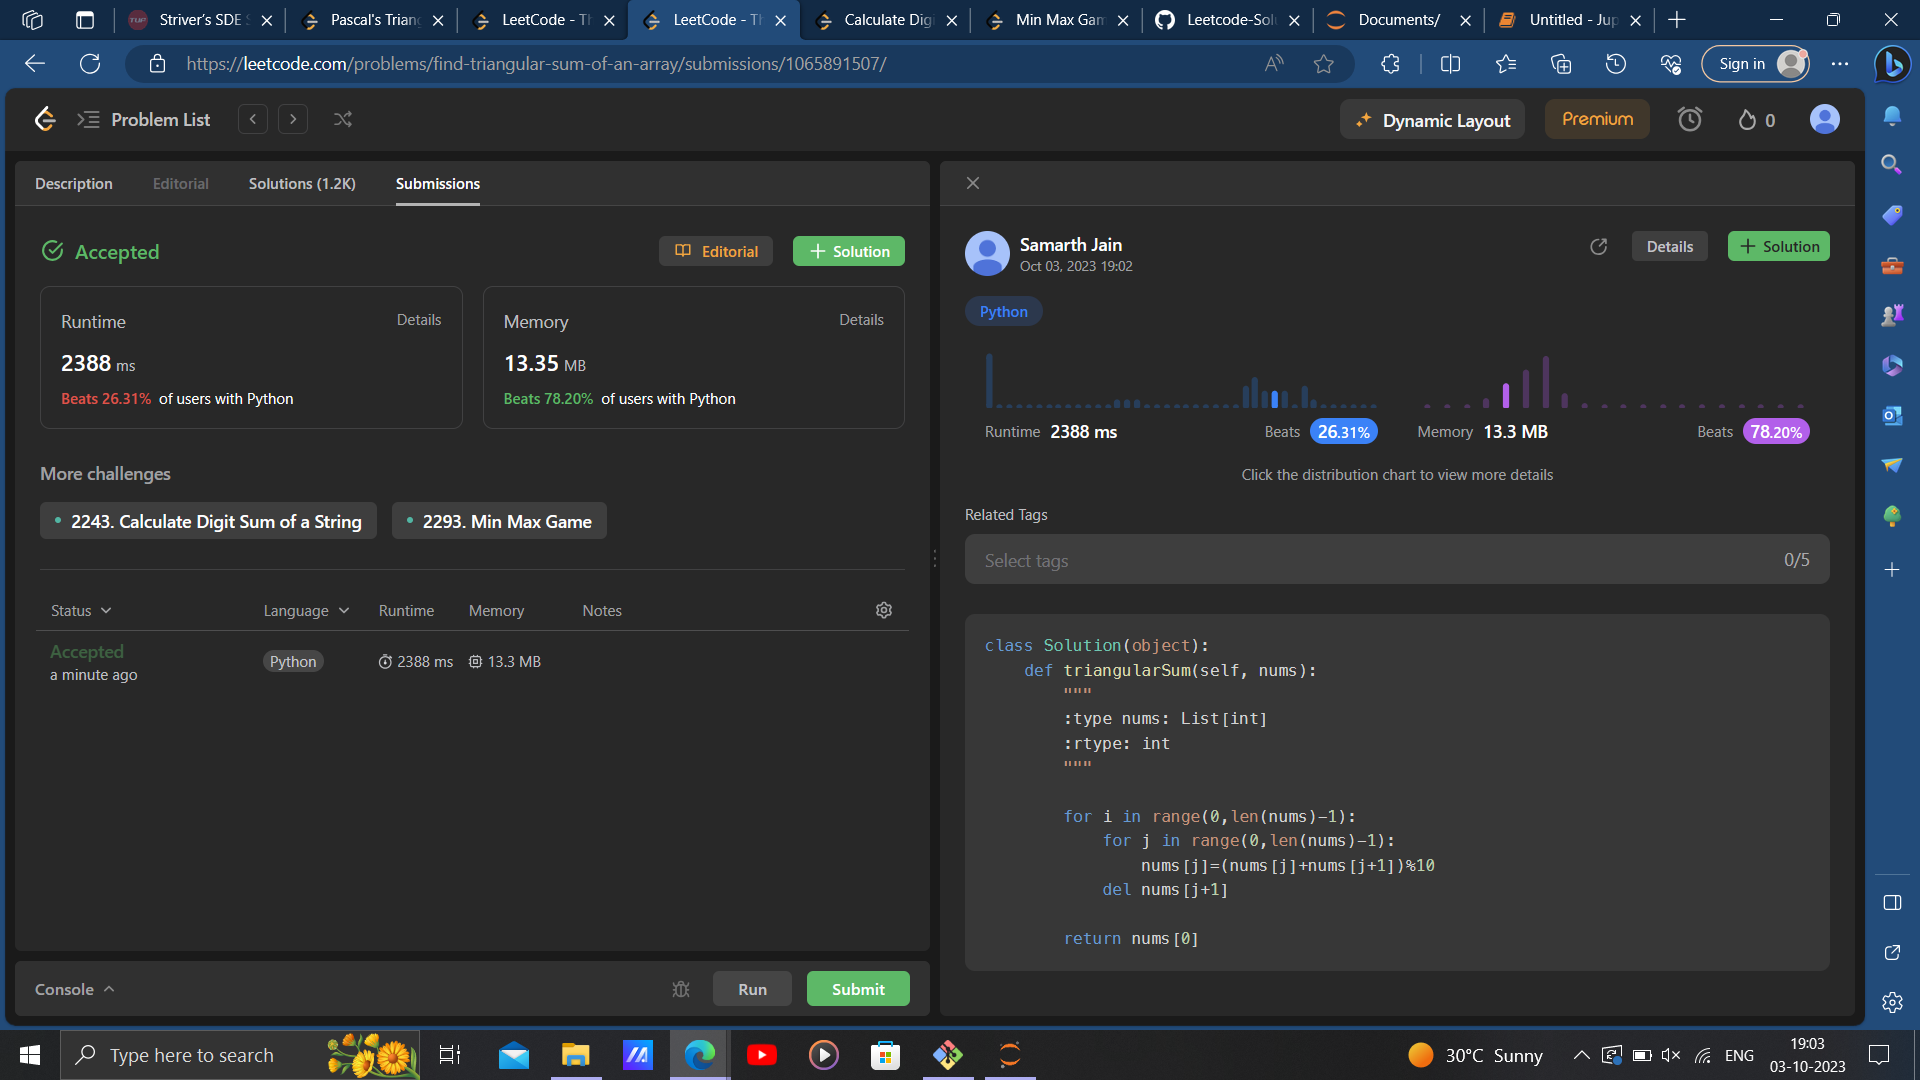 Striver's SDE S
Pascal's Triang
LeetCode - Th
LeetCode - Th
Calculate Digi
Min Max Gam
Leetcode-Solu
Documents/
Untitled - Jup
https://leetcode.com/problems/find-triangular-sum-of-an-array/submissions/1065891507/
Sign in
Problem List
Dynamic Layout
Premium
0
Description
Editorial
Solutions (1.2K)
Submissions
Accepted
Editorial
Solution
Runtime
Details
2388 ms
Beats 26.31% of users with Python
Memory
Details
13.35 MB
Beats 78.20% of users with Python
More challenges
2243. Calculate Digit Sum of a String
2293. Min Max Game
Status
Language
Runtime
Memory
Notes
Accepted
a minute ago
Python
2388 ms
13.3 MB
Console
Run
Submit
Samarth Jain
Oct 03, 2023 19:02
Details
Solution
Python
Runtime 2388 ms
Beats 26.31%
Memory 13.3 MB
Beats 78.20%
Click the distribution chart to view more details
Related Tags
Select tags
0/5
class Solution(object):
def triangularSum(self, nums):
"""
:type nums: List[int]
:rtype: int
"""
for i in range(0,len(nums)-1):
for j in range(0,len(nums)-1):
nums[j]=(nums[j]+nums[j+1])%10
del nums[j+1]
return nums[0]
Type here to search
30°C Sunny
ENG
19:03
03-10-2023